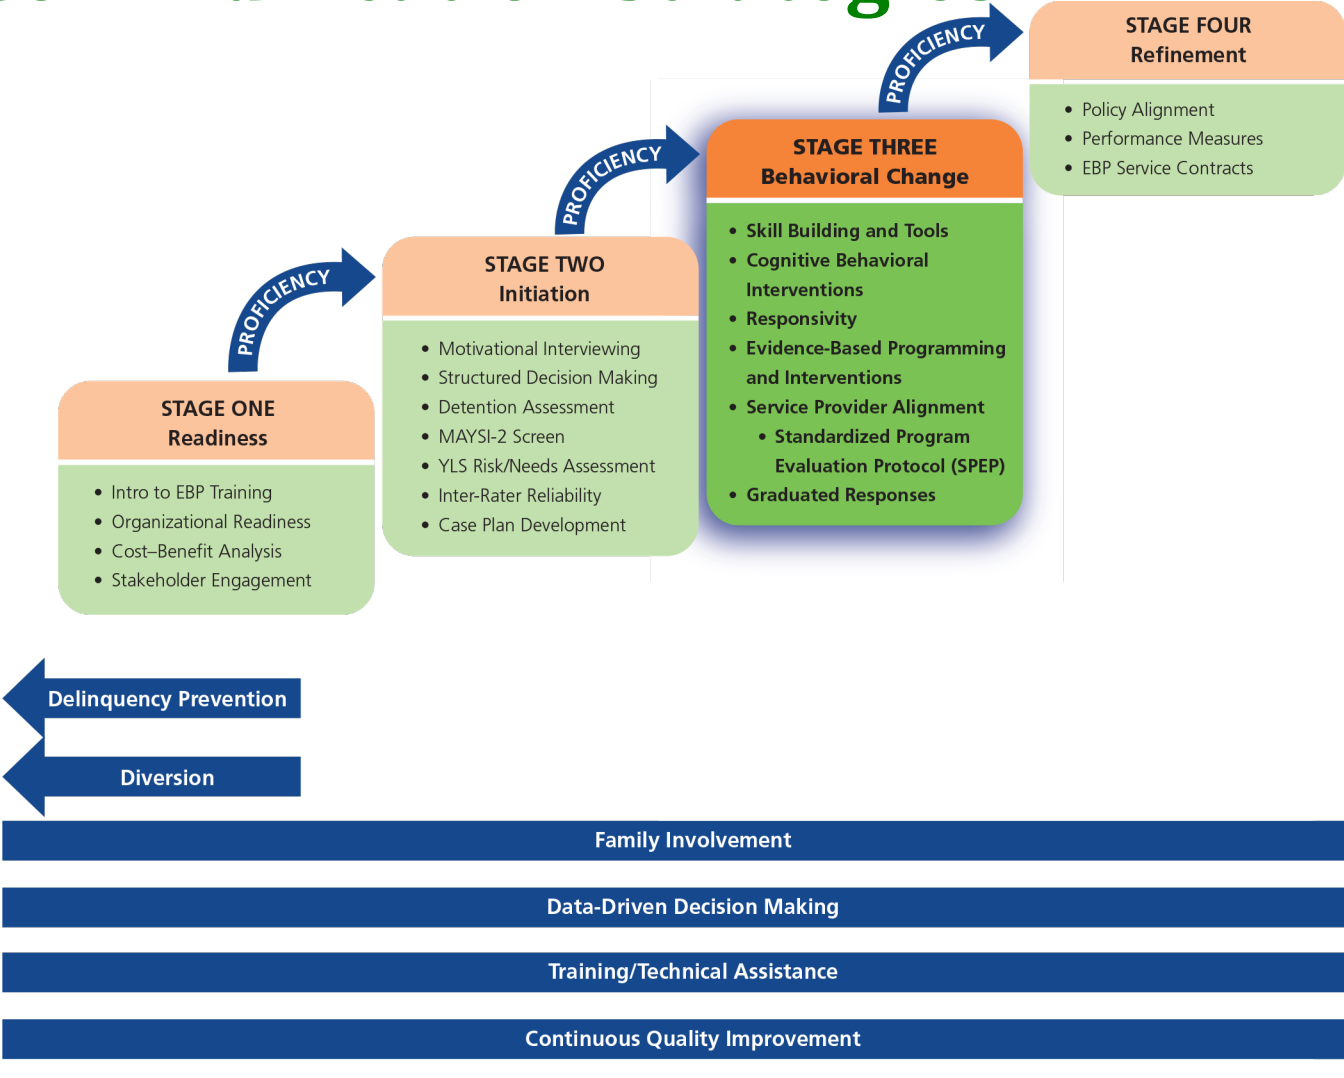 STAGE FOUR
Refinement
• Policy Alignment
• Performance Measures
• EBP Service Contracts
PROFICIENCY
STAGE THREE
Behavioral Change
• Skill Building and Tools
• Cognitive Behavioral
Interventions
• Responsivity
• Evidence-Based Programming
and Interventions
• Service Provider Alignment
• Standardized Program
Evaluation Protocol (SPEP)
• Graduated Responses
PROFICIENCY
STAGE TWO
Initiation
• Motivational Interviewing
• Structured Decision Making
• Detention Assessment
• MAYSI-2 Screen
• YLS Risk/Needs Assessment
• Inter-Rater Reliability
• Case Plan Development
PROFICIENCY
STAGE ONE
Readiness
• Intro to EBP Training
• Organizational Readiness
• Cost–Benefit Analysis
• Stakeholder Engagement
Delinquency Prevention
Diversion
Family Involvement
Data-Driven Decision Making
Training/Technical Assistance
Continuous Quality Improvement